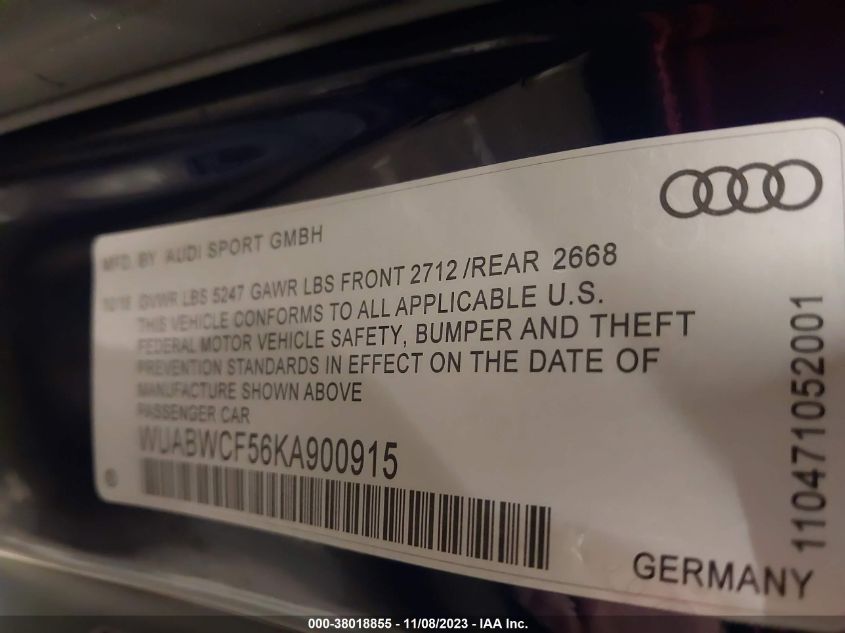 MFD. BY AUDI SPORT GMBH
10/18 GVWR LBS 5247 GAWR LBS FRONT 2712 /REAR 2668
THIS VEHICLE CONFORMS TO ALL APPLICABLE U.S.
FEDERAL MOTOR VEHICLE SAFETY, BUMPER AND THEFT
PREVENTION STANDARDS IN EFFECT ON THE DATE OF
MANUFACTURE SHOWN ABOVE
PASSENGER CAR
WUABWCF56KA900915
GERMANY
110471052001
000-38018855 - 11/08/2023 - IAA Inc.